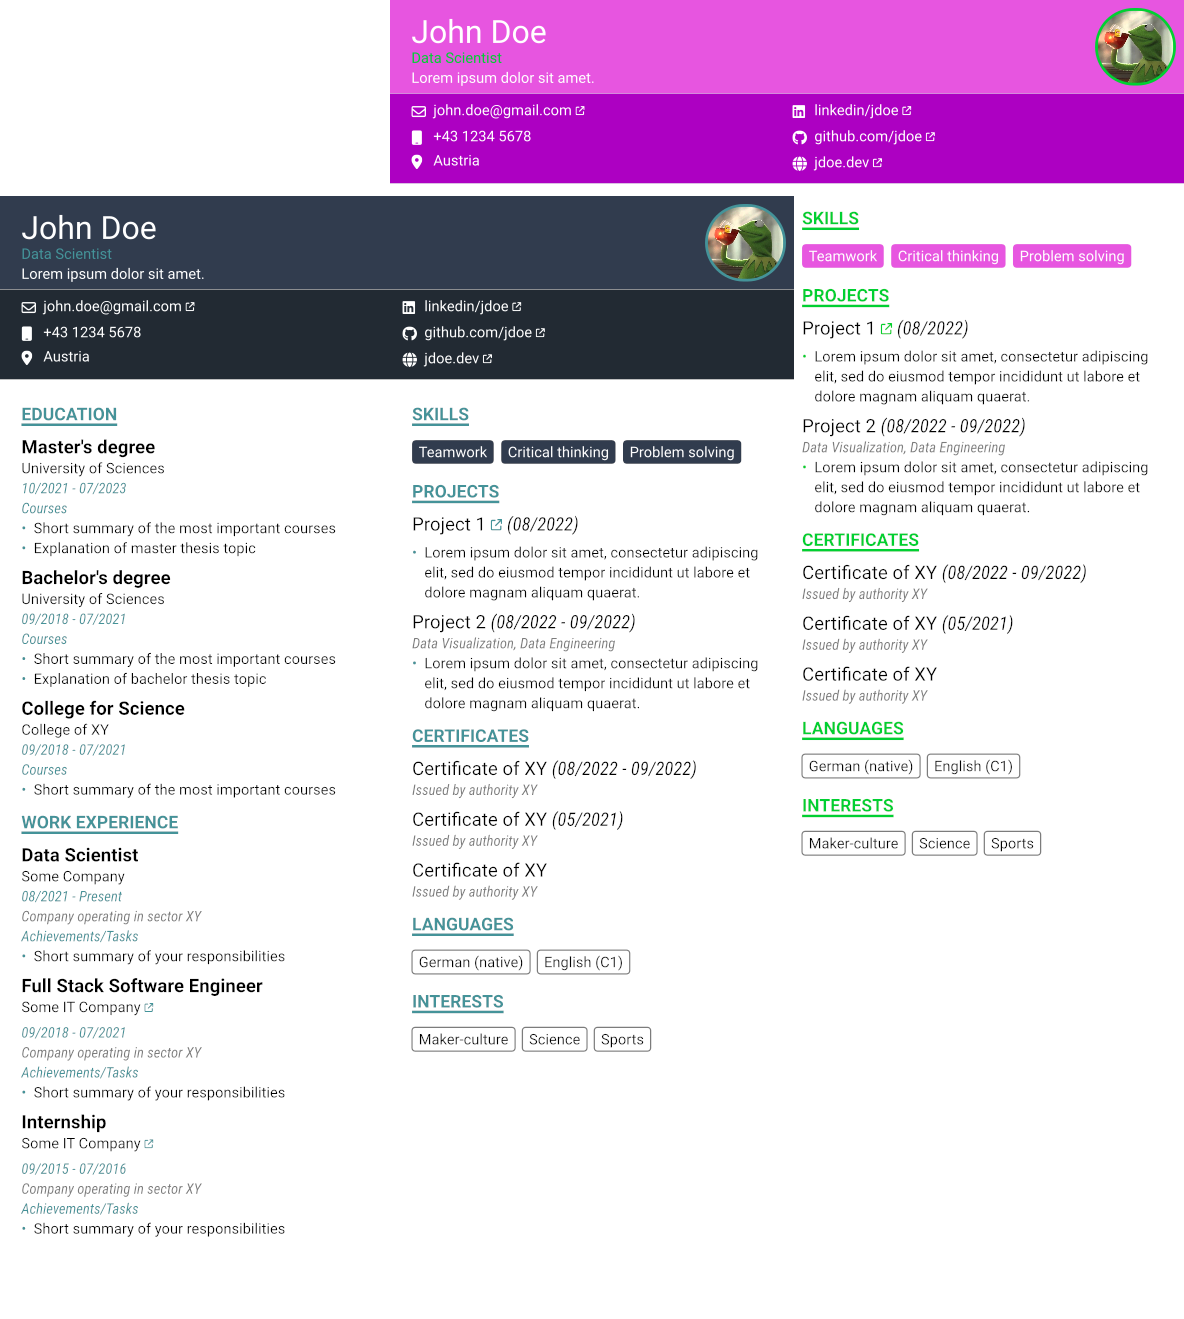 John Doe
Data Scientist
Lorem ipsum dolor sit amet.
john.doe@gmail.com
+43 1234 5678
Austria
linkedin/jdoe
github.com/jdoe
jdoe.dev
John Doe
Data Scientist
Lorem ipsum dolor sit amet.
john.doe@gmail.com
+43 1234 5678
Austria
linkedin/jdoe
github.com/jdoe
jdoe.dev
EDUCATION
Master's degree
University of Sciences
10/2021 - 07/2023
Courses
• Short summary of the most important courses
• Explanation of master thesis topic
Bachelor's degree
University of Sciences
09/2018 - 07/2021
Courses
• Short summary of the most important courses
• Explanation of bachelor thesis topic
College for Science
College of XY
09/2018 - 07/2021
Courses
• Short summary of the most important courses
WORK EXPERIENCE
Data Scientist
Some Company
08/2021 - Present
Company operating in sector XY
Achievements/Tasks
• Short summary of your responsibilities
Full Stack Software Engineer
Some IT Company
09/2018 - 07/2021
Company operating in sector XY
Achievements/Tasks
• Short summary of your responsibilities
Internship
Some IT Company
09/2015 - 07/2016
Company operating in sector XY
Achievements/Tasks
• Short summary of your responsibilities
SKILLS
Teamwork Critical thinking Problem solving
PROJECTS
Project 1 (08/2022)
• Lorem ipsum dolor sit amet, consectetur adipiscing
elit, sed do eiusmod tempor incididunt ut labore et
dolore magnam aliquam quaerat.
Project 2 (08/2022 - 09/2022)
Data Visualization, Data Engineering
• Lorem ipsum dolor sit amet, consectetur adipiscing
elit, sed do eiusmod tempor incididunt ut labore et
dolore magnam aliquam quaerat.
CERTIFICATES
Certificate of XY (08/2022 - 09/2022)
Issued by authority XY
Certificate of XY (05/2021)
Issued by authority XY
Certificate of XY
Issued by authority XY
LANGUAGES
German (native) English (C1)
INTERESTS
Maker-culture Science Sports
SKILLS
Teamwork Critical thinking Problem solving
PROJECTS
Project 1 (08/2022)
• Lorem ipsum dolor sit amet, consectetur adipiscing
elit, sed do eiusmod tempor incididunt ut labore et
dolore magnam aliquam quaerat.
Project 2 (08/2022 - 09/2022)
Data Visualization, Data Engineering
• Lorem ipsum dolor sit amet, consectetur adipiscing
elit, sed do eiusmod tempor incididunt ut labore et
dolore magnam aliquam quaerat.
CERTIFICATES
Certificate of XY (08/2022 - 09/2022)
Issued by authority XY
Certificate of XY (05/2021)
Issued by authority XY
Certificate of XY
Issued by authority XY
LANGUAGES
German (native) English (C1)
INTERESTS
Maker-culture Science Sports